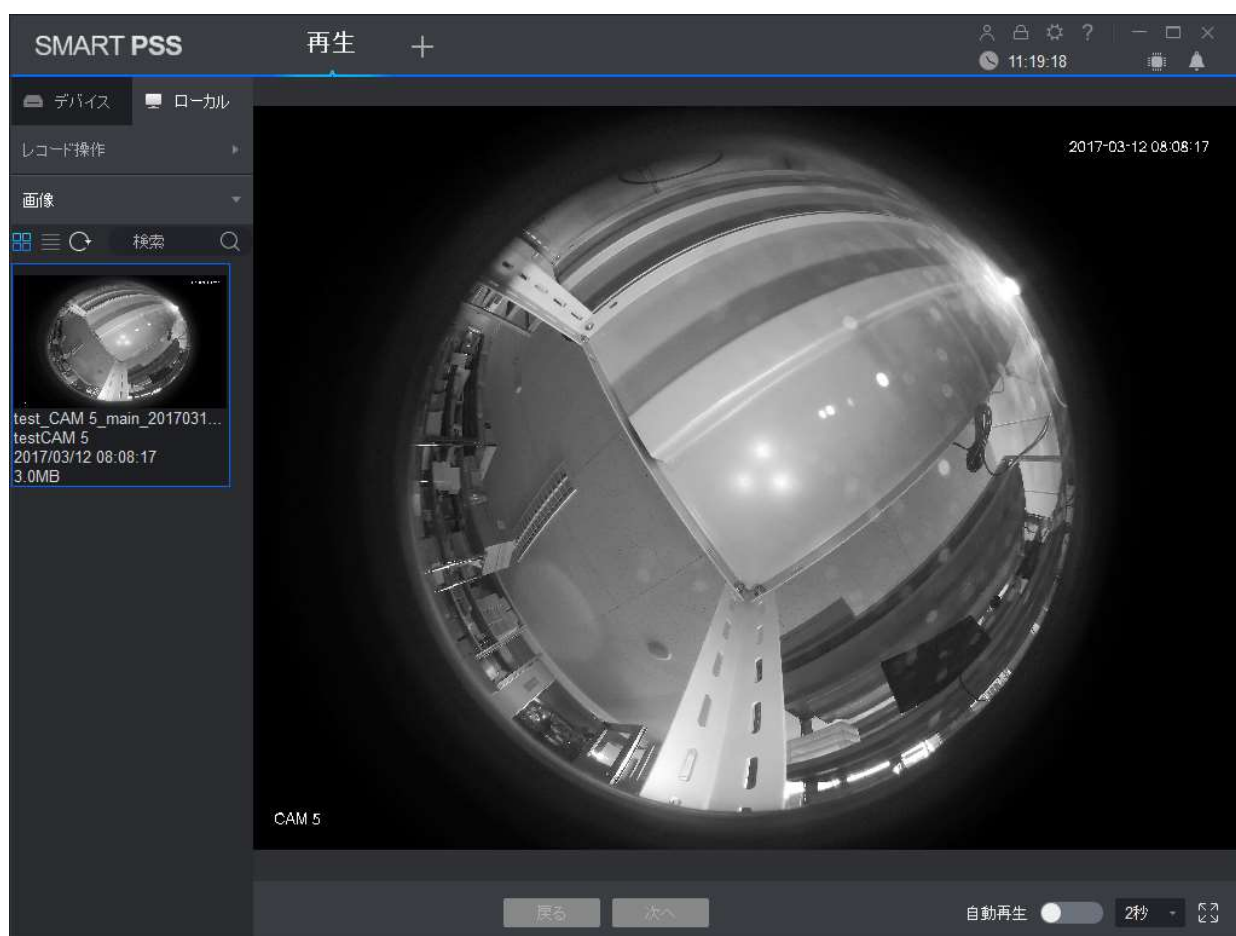 SMART PSS
再生
?
11:19:18
デバイス
ローカル
レコード操作
画像
検索
test_CAM 5_main_2017031...
testCAM 5
2017/03/12 08:08:17
3.0MB
2017-03-12 08:08:17
CAM 5
戻る
次へ
自動再生
2秒